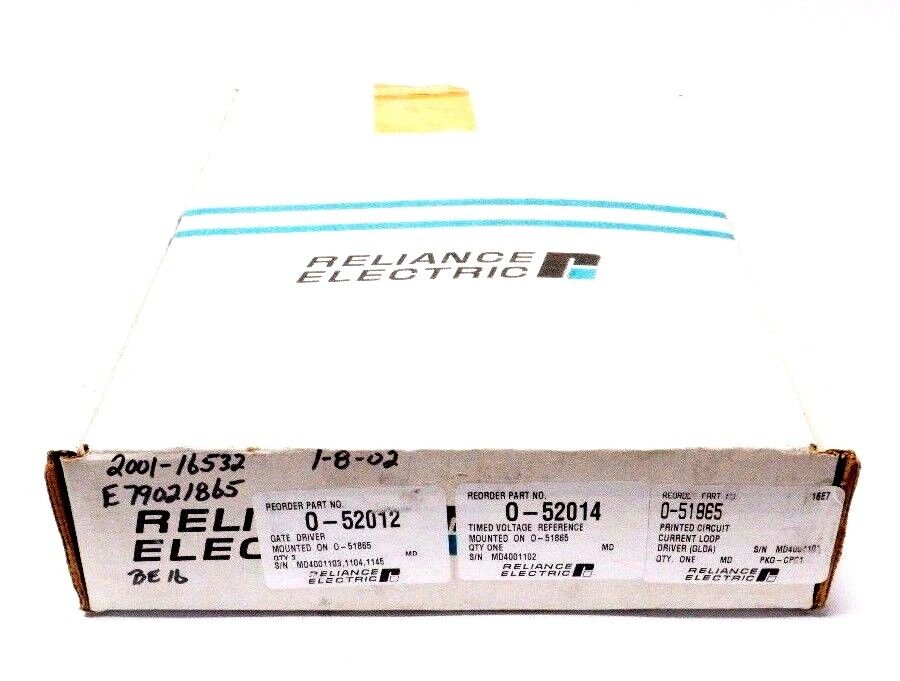 RELIANCE
ELECTRIC
2001-16532
1-8-02
E79021865
RELI
ELEC
BE16
REORDER PART NO.
0-52012
GATE DRIVER
MOUNTED ON 0-51865
MD
S/N MD4001103,1104,1145
RELIANCE
ELECTRIC
REORDER PART NO.
0-52014
TIMED VOLTAGE REFERENCE
MOUNTED ON 0-51865
QTY ONE MD
S/N MD4001102
RELIANCE
ELECTRIC
PART 16E7
0-51865
PRINTED CIRCUIT
CURRENT LOOP
DRIVER (GLDA) S/N
QTY. ONE MD
RELIANCE
ELECTRIC